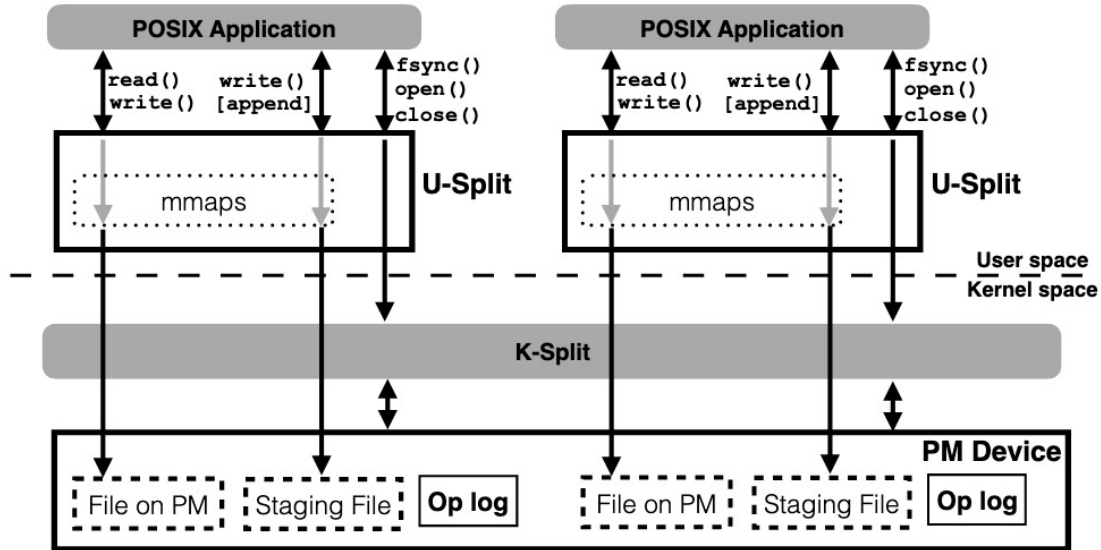 POSIX Application
POSIX Application
read()
write()
write()
[append]
fsync()
open()
close()
read()
write()
write()
[append]
fsync()
open()
close()
U-Split
mmaps
U-Split
mmaps
User space
Kernel space
K-Split
PM Device
File on PM
Staging File
Op log
File on PM
Staging File
Op log